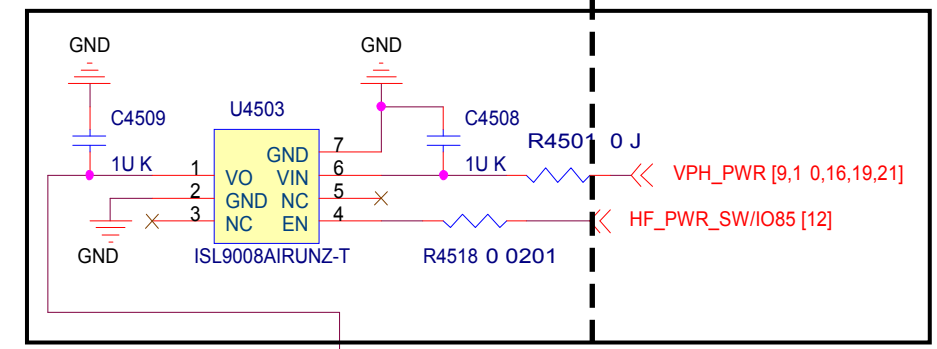 GND
GND
C4509
U4503
C4508
R4501 0 J
1U K
1U K
1 VO GND 7
2 GND VIN 6
3 NC NC 5
EN 4
VPH_PWR [9,1 0,16,19,21]
HF_PWR_SW/IO85 [12]
GND
ISL9008AIRUNZ-T
R4518 0 0201